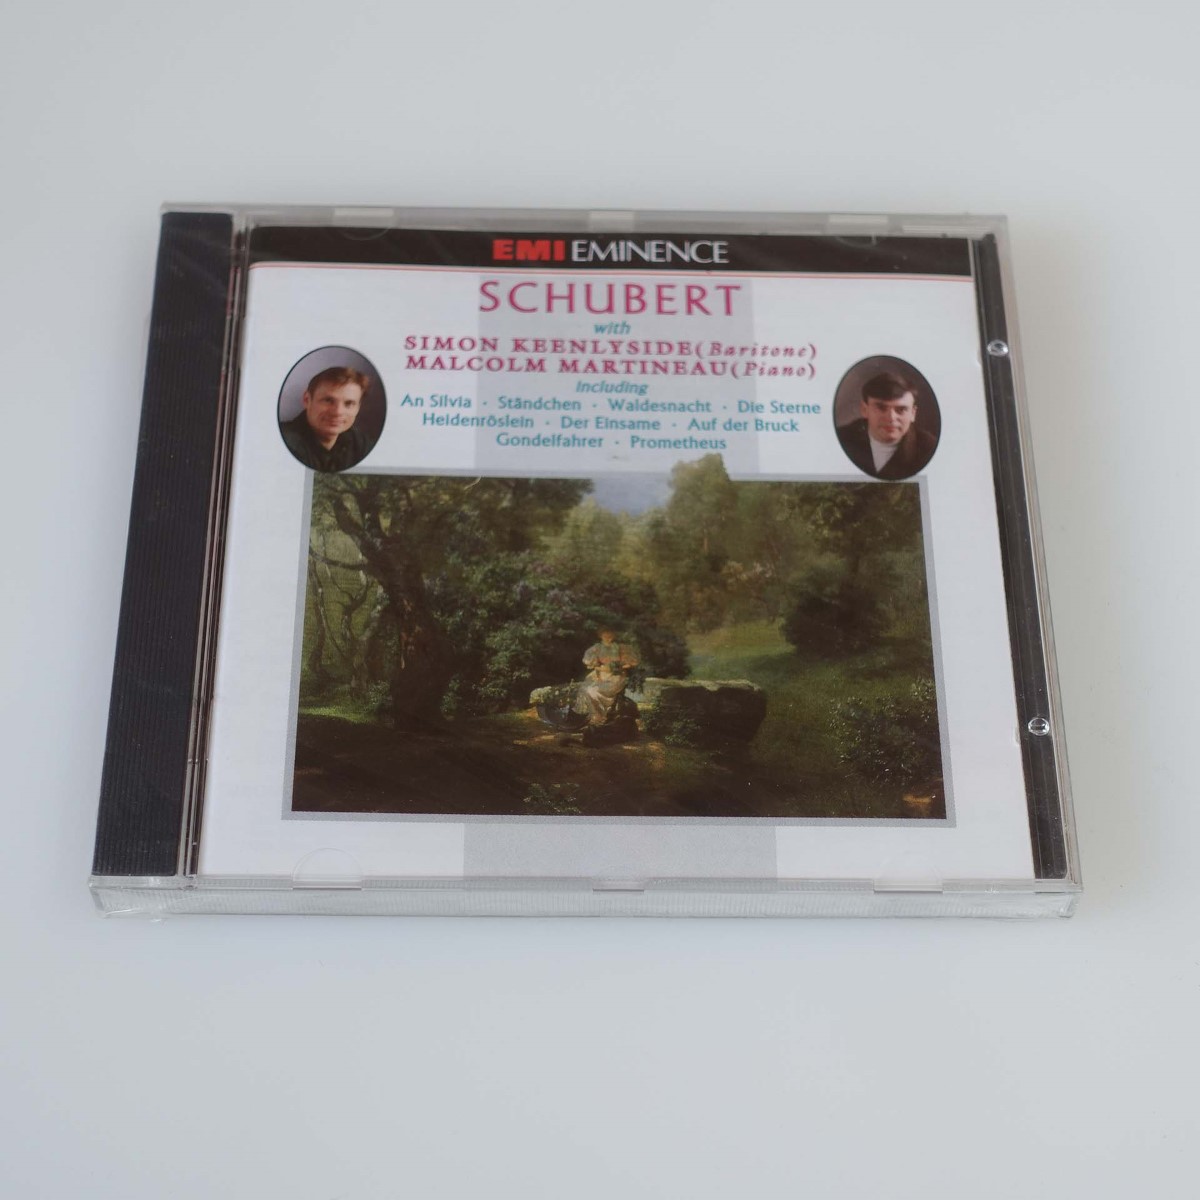 EMI EMINENCE
SCHUBERT
with
SIMON KEENLYSIDE (Baritone)
MALCOLM MARTINEAU (Piano)
including
An Silvia · Ständchen · Waldesnacht · Die Sterne
Heidenröslein · Der Einsame · Auf der Bruck
Gondelfahrer · Prometheus